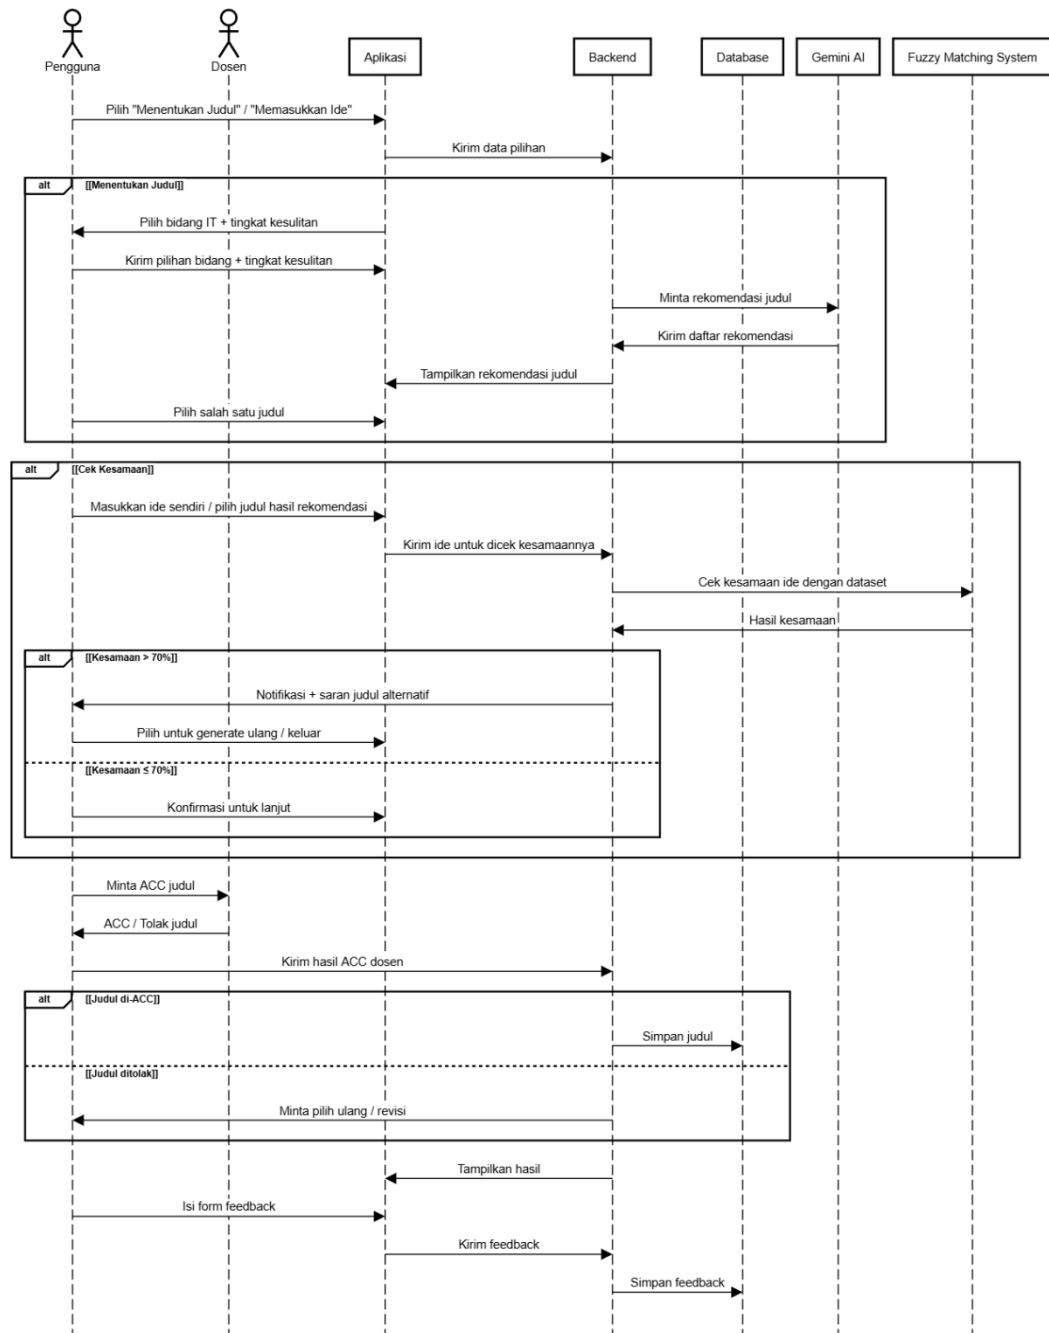 Pengguna
Dosen
Aplikasi
Backend
Database
Gemini AI
Fuzzy Matching System
Pilih "Menentukan Judul" / "Memasukkan Ide"
Kirim data pilihan
alt
[[Menentukan Judul]]
Pilih bidang IT + tingkat kesulitan
Kirim pilihan bidang + tingkat kesulitan
Minta rekomendasi judul
Kirim daftar rekomendasi
Tampilkan rekomendasi judul
Pilih salah satu judul
alt
[[Cek Kesamaan]]
Masukkan ide sendiri / pilih judul hasil rekomendasi
Kirim ide untuk dicek kesamaannya
Cek kesamaan ide dengan dataset
Hasil kesamaan
alt
[[Kesamaan > 70%]]
Notifikasi + saran judul alternatif
Pilih untuk generate ulang / keluar
[[Kesamaan ≤ 70%]]
Konfirmasi untuk lanjut
Minta ACC judul
ACC / Tolak judul
Kirim hasil ACC dosen
alt
[[Judul di-ACC]]
Simpan judul
[[Judul ditolak]]
Minta pilih ulang / revisi
Tampilkan hasil
Isi form feedback
Kirim feedback
Simpan feedback